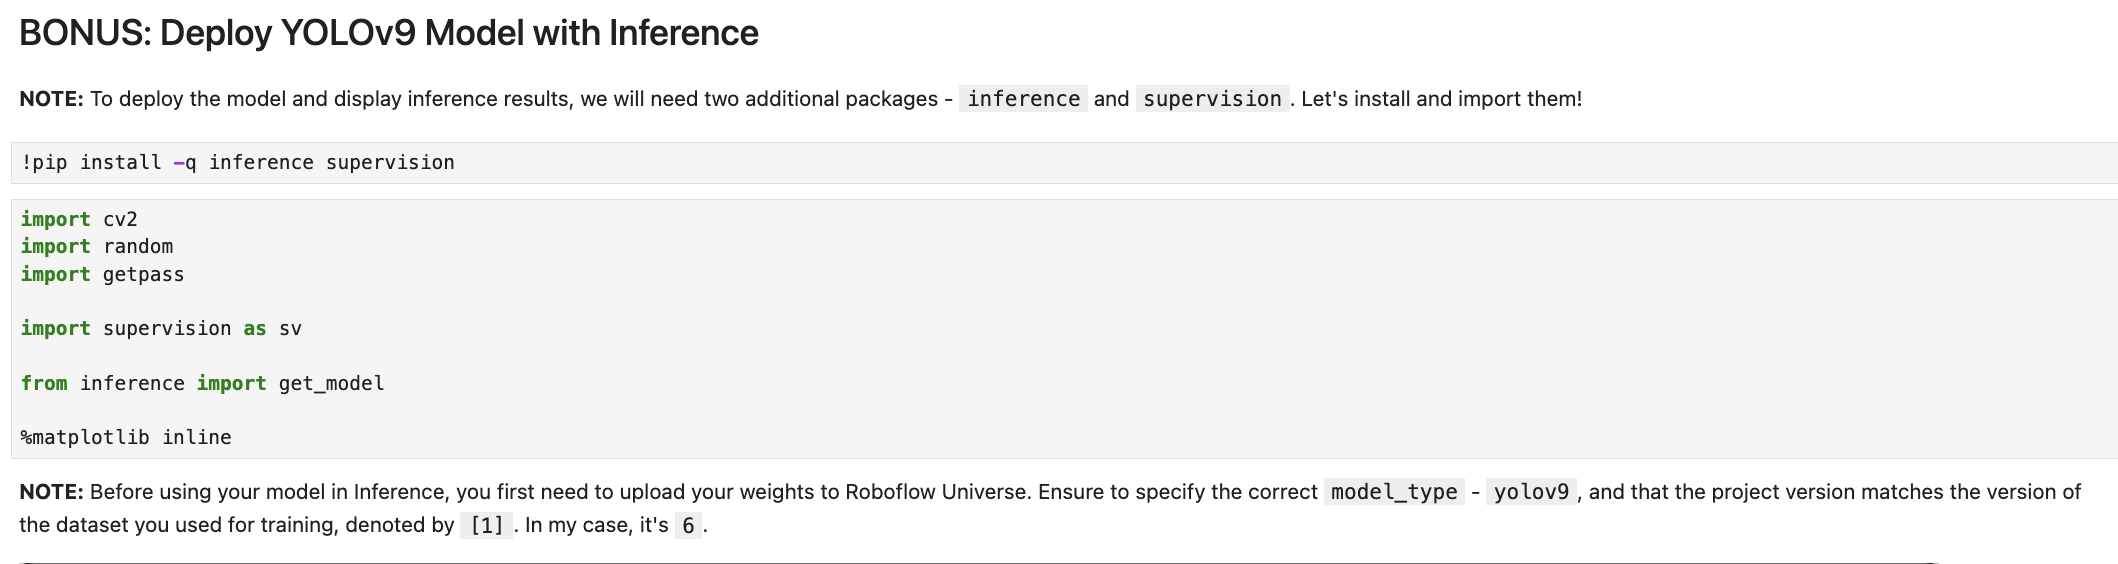 BONUS: Deploy YOLOv9 Model with Inference
NOTE: To deploy the model and display inference results, we will need two additional packages - inference and supervision. Let's install and import them!
!pip install -q inference supervision
import cv2
import random
import getpass
import supervision as sv
from inference import get_model
%matplotlib inline
NOTE: Before using your model in Inference, you first need to upload your weights to Roboflow Universe. Ensure to specify the correct model_type - yolov9, and that the project version matches the version of
the dataset you used for training, denoted by [1]. In my case, it's 6.